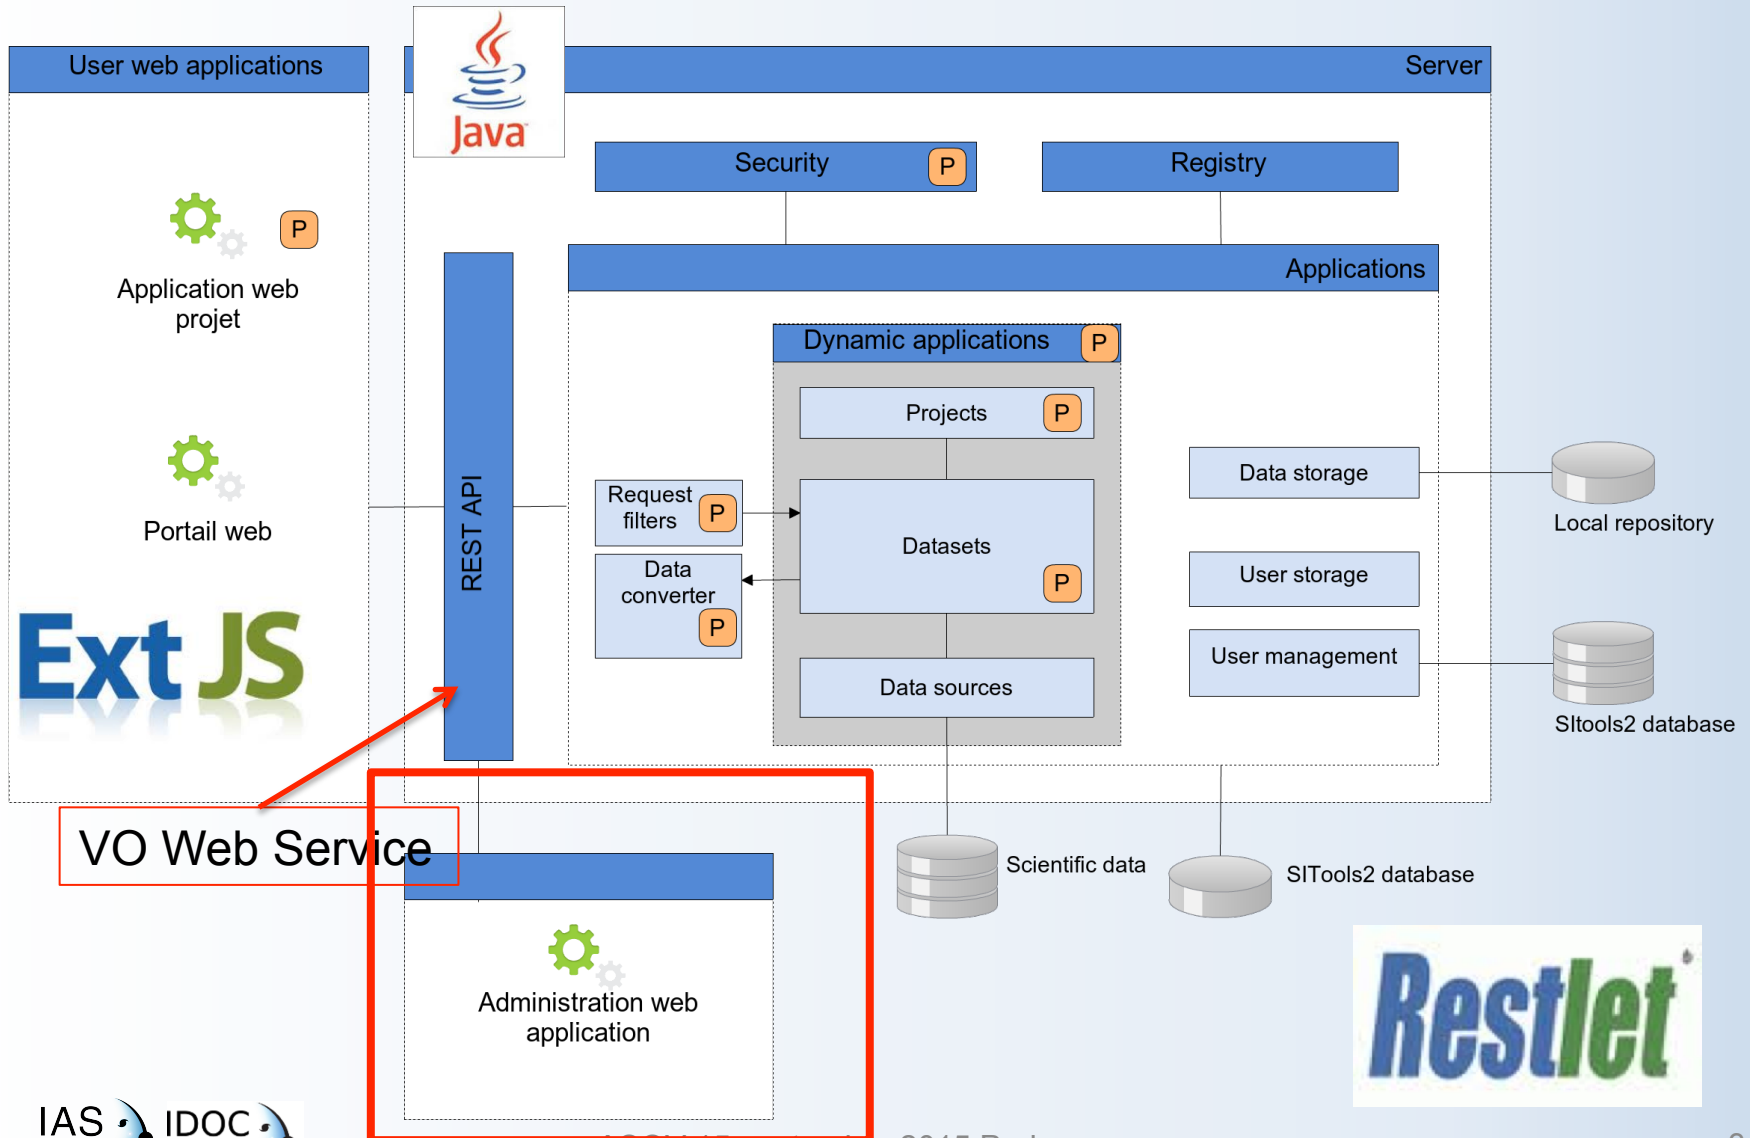 User web applications
Java
Server
Security
P
Registry
P
Application web
projet
Applications
Dynamic applications
P
Projects
P
Portail web
REST API
Request
filters
P
Datasets
P
Data
converter
P
Data sources
Data storage
User storage
User management
Local repository
SItools2 database
Ext JS
VO Web Service
Scientific data
SITools2 database
Administration web
application
Restlet
IAS
IDOC